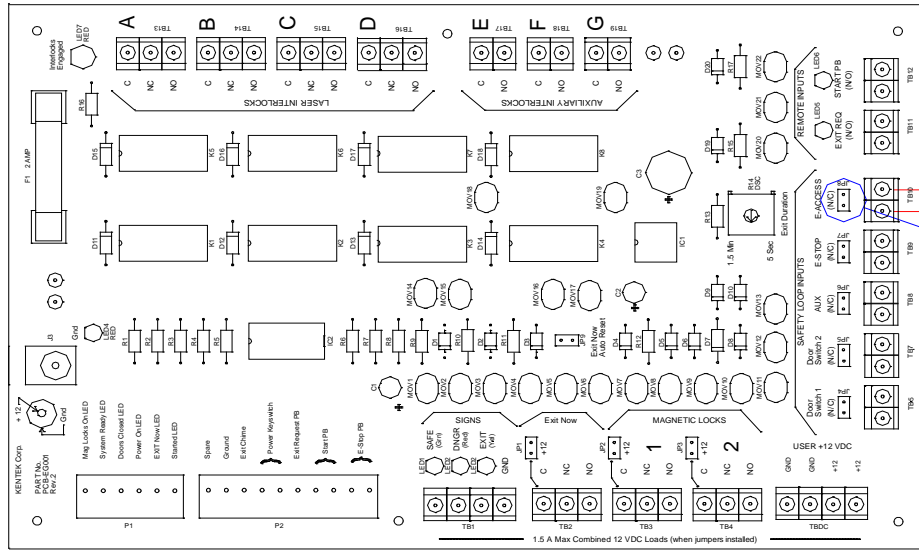 Interlocks
Engaged
LED7
RED
A
B
C
D
E
F
G
TB13
TB14
TB15
TB16
TB17
TB18
TB19
C
NC
NO
C
NC
NO
C
NC
NO
C
NC
NO
C
NC
NO
C
NC
NO
C
NC
NO
LASER INTERLOCKS
AUXILIARY INTERLOCKS
F1 2 AMP
R16
D15
K5
D16
K6
D17
K7
D18
K8
MOV18
MOV19
C3
D20
R17
MOV22
MOV21
D19
R15
MOV20
REMOTE INPUTS
LED6
START PB
(N/O)
TB12
LED5
EXIT REQ
(N/O)
TB11
D11
K1
D12
K2
D13
K3
D14
K4
IC1
R13
R14
DSC
1.5 Min
5 Sec
Exit Duration
SAFETY LOOP INPUTS
E-ACCESS
(N/C)
JP8
TB10
E-STOP
(N/C)
JP7
TB9
AUX
(N/C)
JP6
TB8
Door
Switch 2
(N/C)
JP5
TB7
Door
Switch 1
(N/C)
JP4
TB6
MOV14
MOV15
MOV16
MOV17
C2
D9
D10
MOV13
MOV12
J3
Gnd
LED4
RED
R1
R2
R3
R4
R5
IC2
R6
R7
R8
R9
D1
R10
D2
R11
D3
JP9
Exit Now
Auto Reset
D4
R12
D5
D6
D7
D8
C1
MOV1
MOV2
MOV3
MOV4
MOV5
MOV6
MOV7
MOV8
MOV9
MOV10
MOV11
+ 12
Gnd
KENTEK Corp.
PART No.
PCB-EG001
Rev.2
Mag Locks On LED
System Ready LED
Doors Closed LED
Power On LED
EXIT Now LED
Started LED
P1
Spare
Ground
Exit Chime
Power Keyswitch
Exit Request PB
Start PB
E-Stop PB
P2
SIGNS
Exit Now
MAGNETIC LOCKS
LED1
SAFE
(Grn)
LED2
DNGR
(Red)
LED2
EXIT
(Yel)
GND
TB1
JP1
+12
C
NC
NO
TB2
JP2
+12
C
NC
NO
1
TB3
JP3
+12
C
NC
NO
2
TB4
USER +12 VDC
GND
GND
+12
+12
TBDC
1.5 A Max Combined 12 VDC Loads (when jumpers installed)